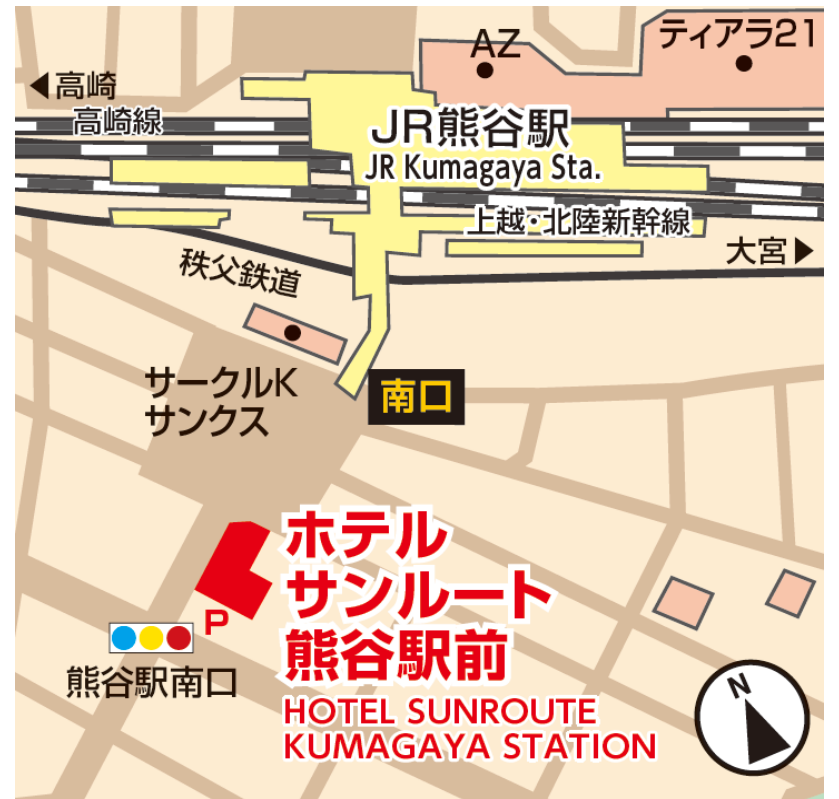 AZ
ティアラ21
◀高崎
高崎線
JR熊谷駅
JR Kumagaya Sta.
上越・北陸新幹線
大宮▶
秩父鉄道
サークルK
サンクス
南口
ホテル
サンルート
熊谷駅前
P
熊谷駅南口
HOTEL SUNROUTE
KUMAGAYA STATION
N